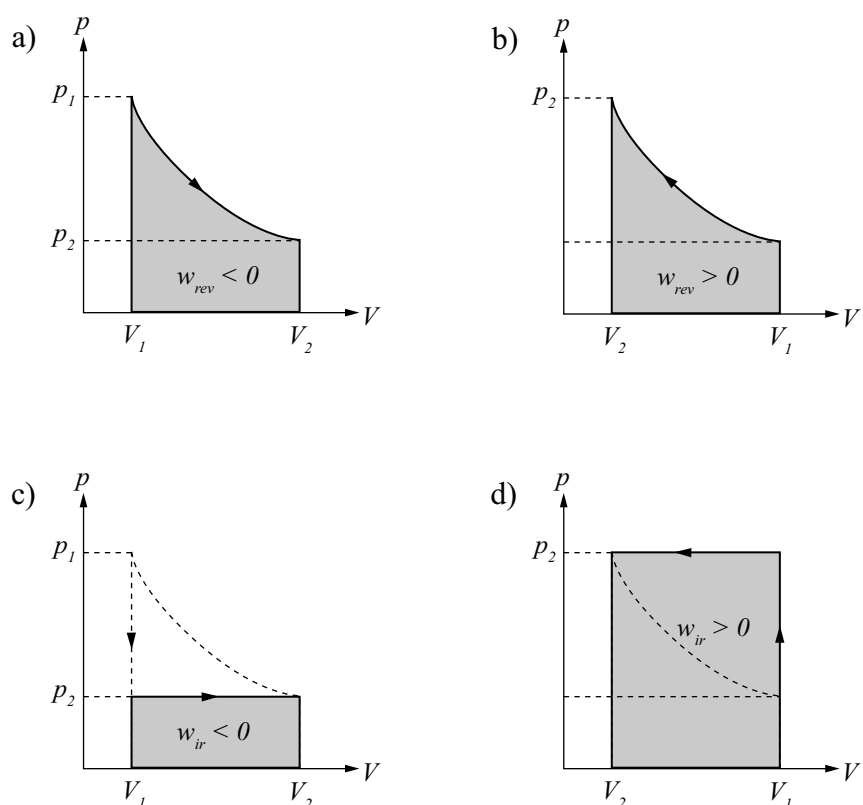 a)
p
p₁
p₂
w_rev < 0
V
V₁
V₂
b)
p
p₂
w_rev > 0
V
V₂
V₁
c)
p
p₁
p₂
w_ir < 0
V
V₁
V₂
d)
p
p₂
w_ir > 0
V
V₂
V₁